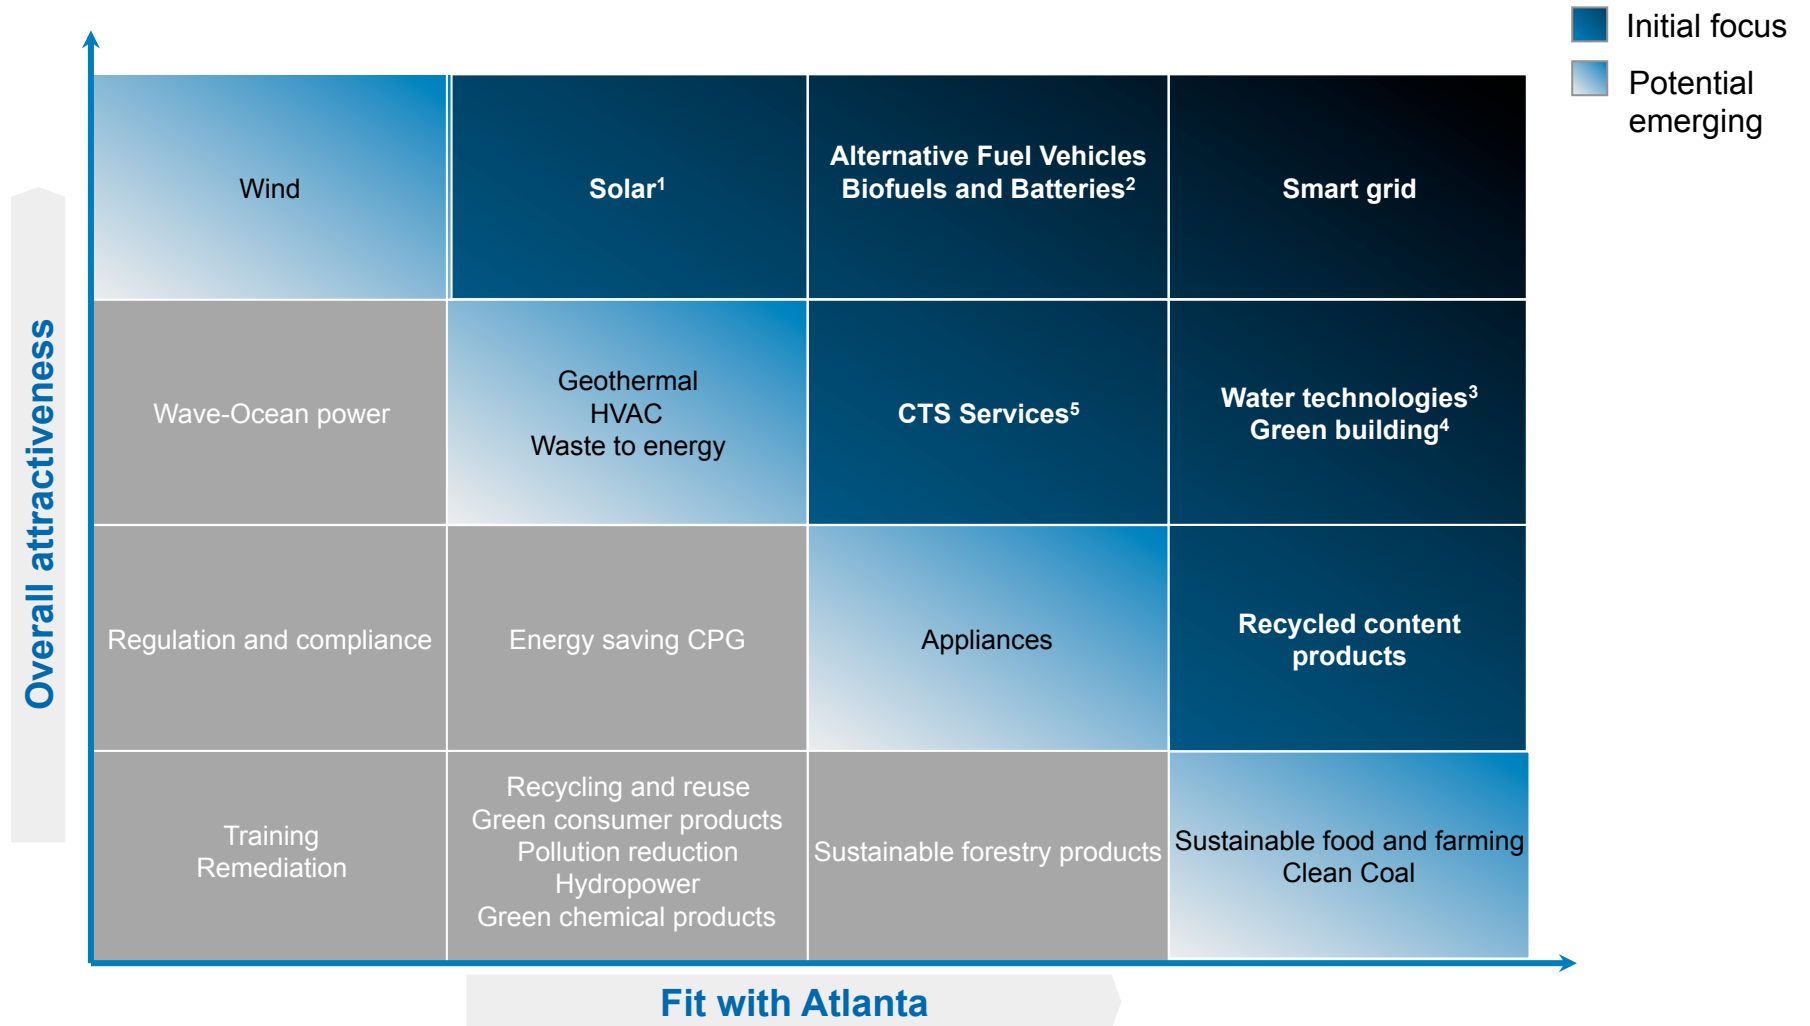 Initial focus
Potential
emerging
Overall attractiveness
Wind
Solar¹
Alternative Fuel Vehicles
Biofuels and Batteries²
Smart grid
Wave-Ocean power
Geothermal
HVAC
Waste to energy
CTS Services⁵
Water technologies³
Green building⁴
Regulation and compliance
Energy saving CPG
Appliances
Recycled content
products
Training
Remediation
Recycling and reuse
Green consumer products
Pollution reduction
Hydropower
Green chemical products
Sustainable forestry products
Sustainable food and farming
Clean Coal
Fit with Atlanta